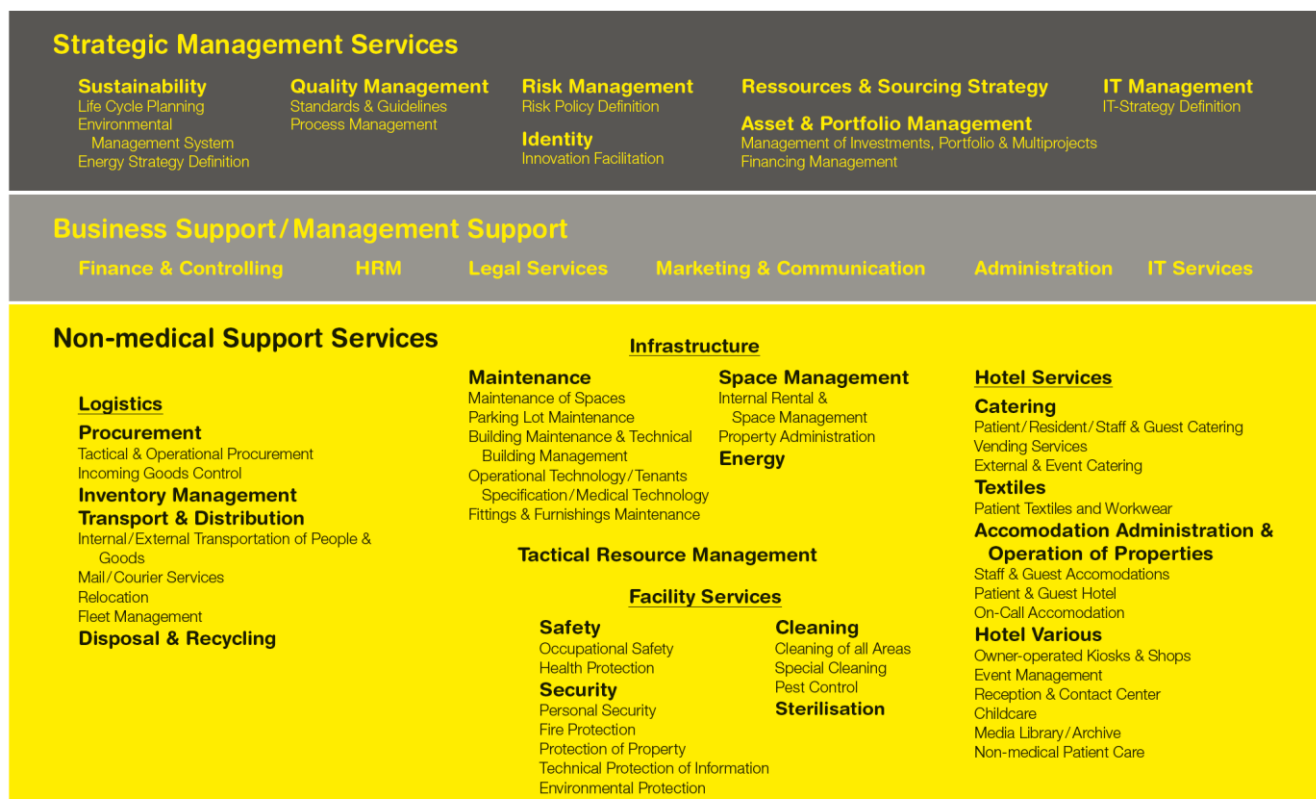 Strategic Management Services
Sustainability
Life Cycle Planning
Environmental
Management System
Energy Strategy Definition
Quality Management
Standards & Guidelines
Process Management
Risk Management
Risk Policy Definition
Identity
Innovation Facilitation
Ressources & Sourcing Strategy
Asset & Portfolio Management
Management of Investments, Portfolio & Multiprojects
Financing Management
IT Management
IT-Strategy Definition
Business Support/Management Support
Finance & Controlling
HRM
Legal Services
Marketing & Communication
Administration
IT Services
Non-medical Support Services
Logistics
Procurement
Tactical & Operational Procurement
Incoming Goods Control
Inventory Management
Transport & Distribution
Internal/External Transportation of People &
Goods
Mail/Courier Services
Relocation
Fleet Management
Disposal & Recycling
Infrastructure
Maintenance
Maintenance of Spaces
Parking Lot Maintenance
Building Maintenance & Technical
Building Management
Operational Technology/Tenants
Specification/Medical Technology
Fittings & Furnishings Maintenance
Space Management
Internal Rental &
Space Management
Property Administration
Energy
Tactical Resource Management
Facility Services
Safety
Occupational Safety
Health Protection
Security
Personal Security
Fire Protection
Protection of Property
Technical Protection of Information
Environmental Protection
Cleaning
Cleaning of all Areas
Special Cleaning
Pest Control
Sterilisation
Hotel Services
Catering
Patient/Resident/Staff & Guest Catering
Vending Services
External & Event Catering
Textiles
Patient Textiles and Workwear
Accomodation Administration &
Operation of Properties
Staff & Guest Accomodations
Patient & Guest Hotel
On-Call Accomodation
Hotel Various
Owner-operated Kiosks & Shops
Event Management
Reception & Contact Center
Childcare
Media Library/Archive
Non-medical Patient Care